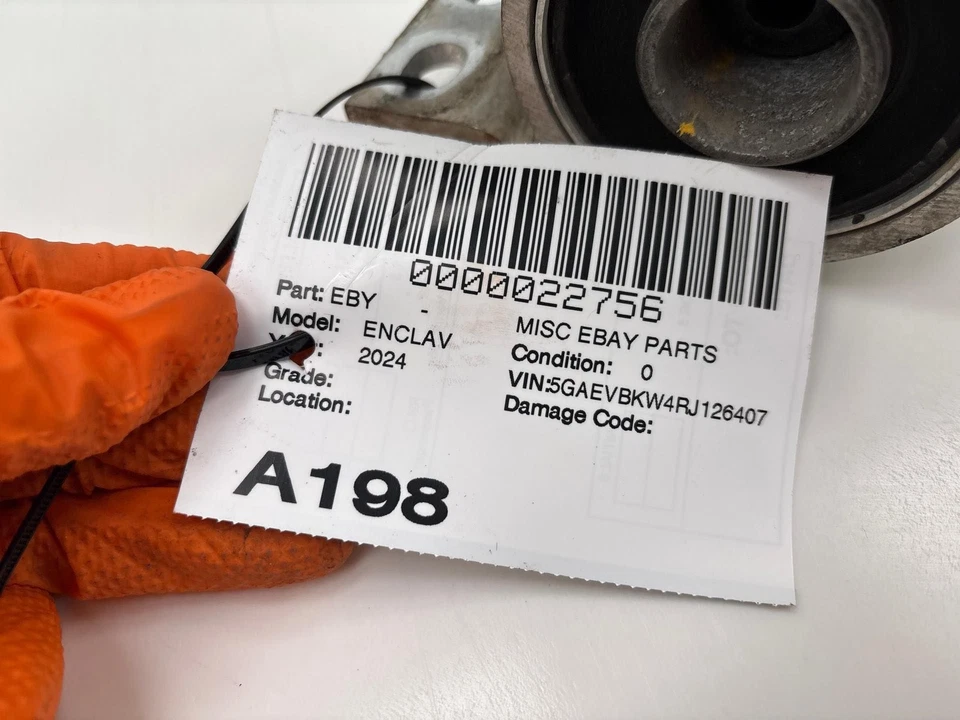 0000022756
Part: EBY - MISC EBAY PARTS
Model: ENCLAV Condition: 0
2024 VIN:5GAEVBKW4RJ126407
Grade: Damage Code:
Location:
A198